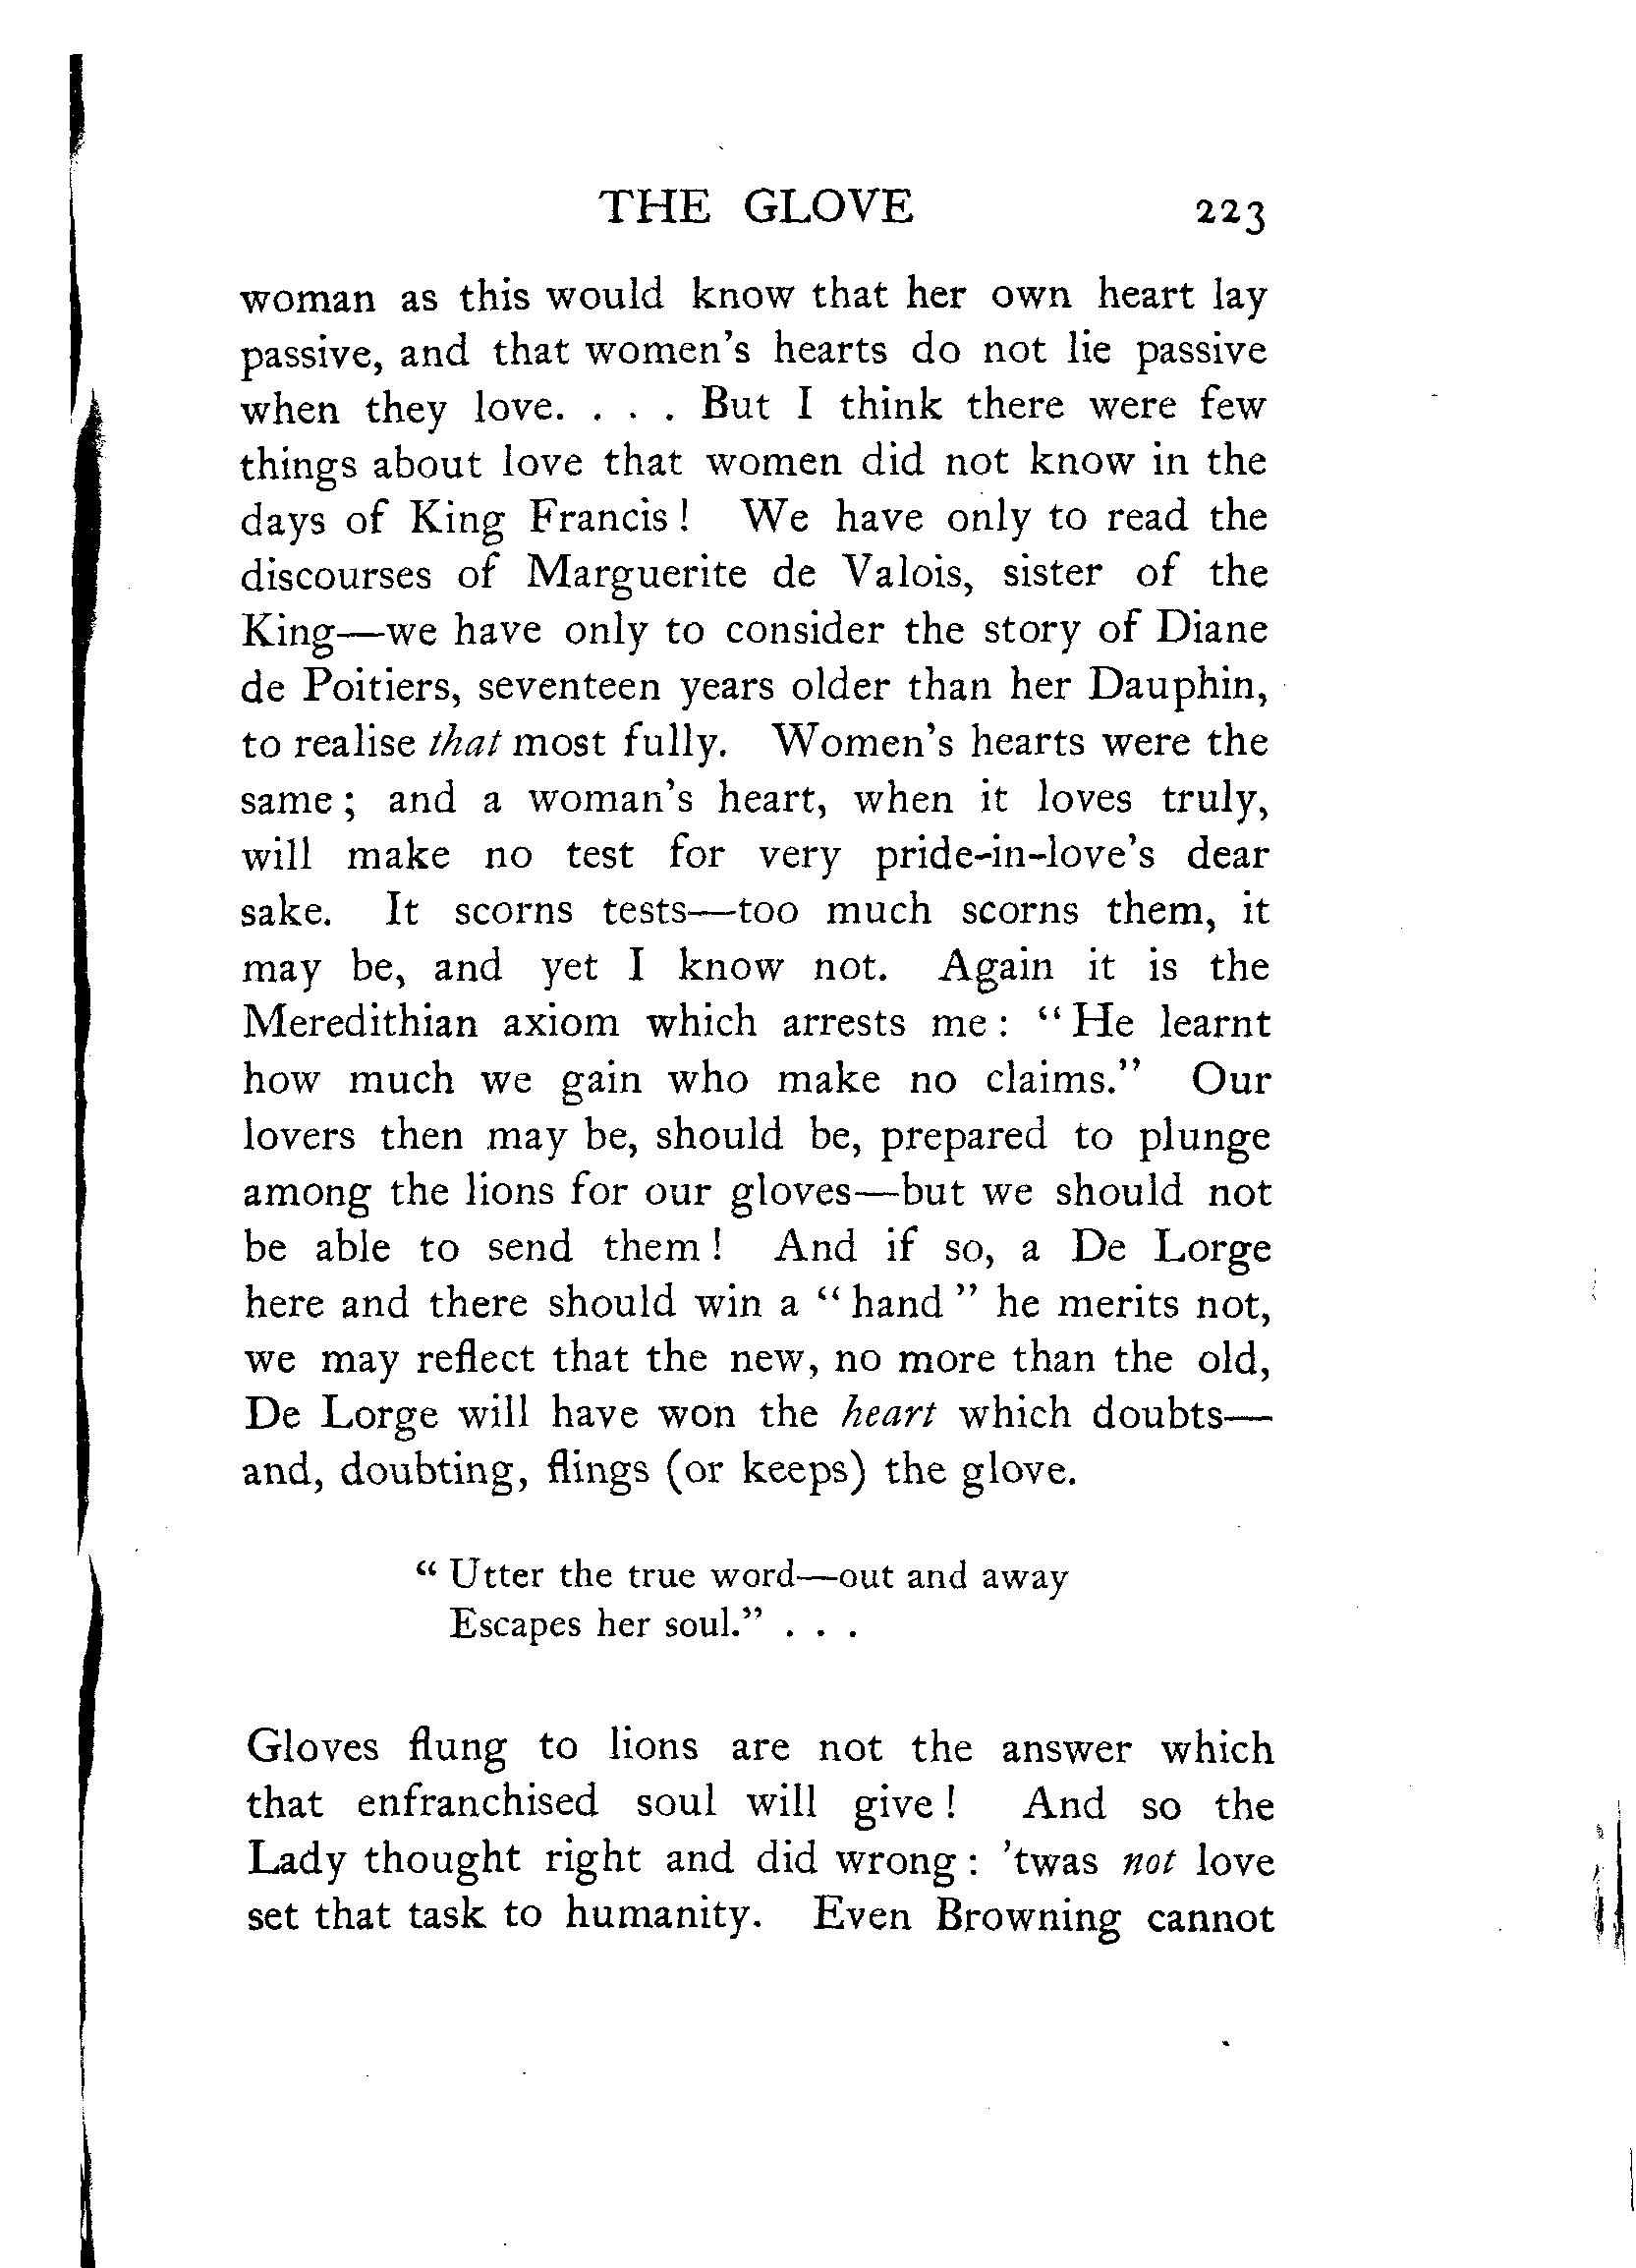 THE GLOVE 223
woman as this would know that her own heart lay
passive, and that women's hearts do not lie passive
when they love. . . . But I think there were few
things about love that women did not know in the
days of King Francis! We have only to read the
discourses of Marguerite de Valois, sister of the
King—we have only to consider the story of Diane
de Poitiers, seventeen years older than her Dauphin,
to realise that most fully. Women's hearts were the
same; and a woman's heart, when it loves truly,
will make no test for very pride-in-love's dear
sake. It scorns tests—too much scorns them, it
may be, and yet I know not. Again it is the
Meredithian axiom which arrests me: "He learnt
how much we gain who make no claims." Our
lovers then may be, should be, prepared to plunge
among the lions for our gloves—but we should not
be able to send them! And if so, a De Lorge
here and there should win a "hand" he merits not,
we may reflect that the new, no more than the old,
De Lorge will have won the heart which doubts—
and, doubting, flings (or keeps) the glove.
"Utter the true word—out and away
Escapes her soul." . . .
Gloves flung to lions are not the answer which
that enfranchised soul will give! And so the
Lady thought right and did wrong: 'twas not love
set that task to humanity. Even Browning cannot